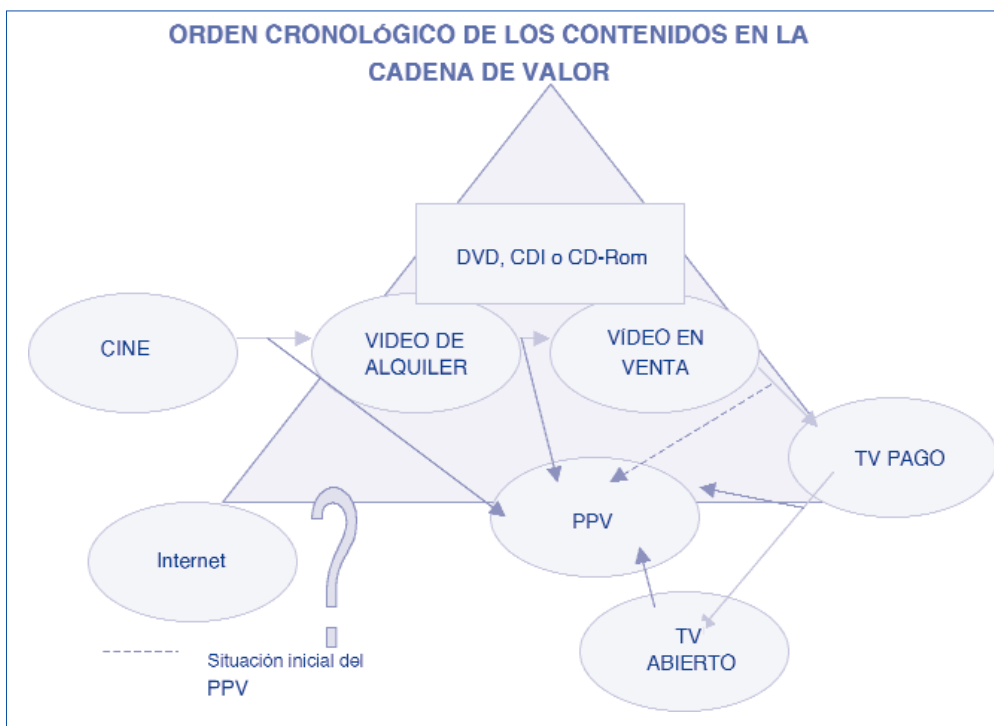 ORDEN CRONOLÓGICO DE LOS CONTENIDOS EN LA
CADENA DE VALOR
DVD, CDI o CD-Rom
CINE
VIDEO DE
ALQUILER
VÍDEO EN
VENTA
TV PAGO
PPV
Internet
?
TV
ABIERTO
Situación inicial del
PPV